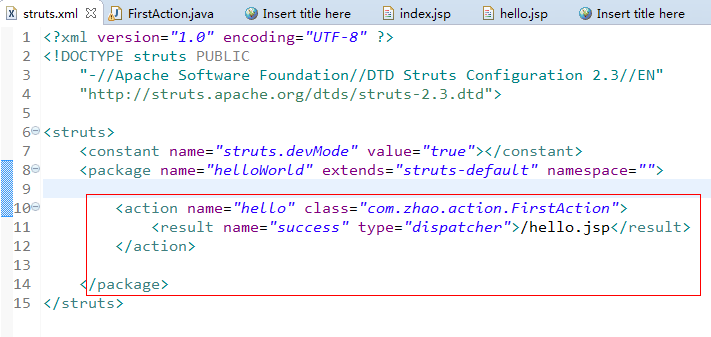 struts.xml FirstAction.java Insert title here index.jsp hello.jsp Insert title here
1 <?xml version="1.0" encoding="UTF-8" ?>
2 <!DOCTYPE struts PUBLIC
3 "-//Apache Software Foundation//DTD Struts Configuration 2.3//EN"
4 "http://struts.apache.org/dtds/struts-2.3.dtd">
5
6 <struts>
7 <constant name="struts.devMode" value="true"></constant>
8 <package name="helloWorld" extends="struts-default" namespace="">
9
10 <action name="hello" class="com.zhao.action.FirstAction">
11 <result name="success" type="dispatcher">/hello.jsp</result>
12 </action>
13
14 </package>
15 </struts>